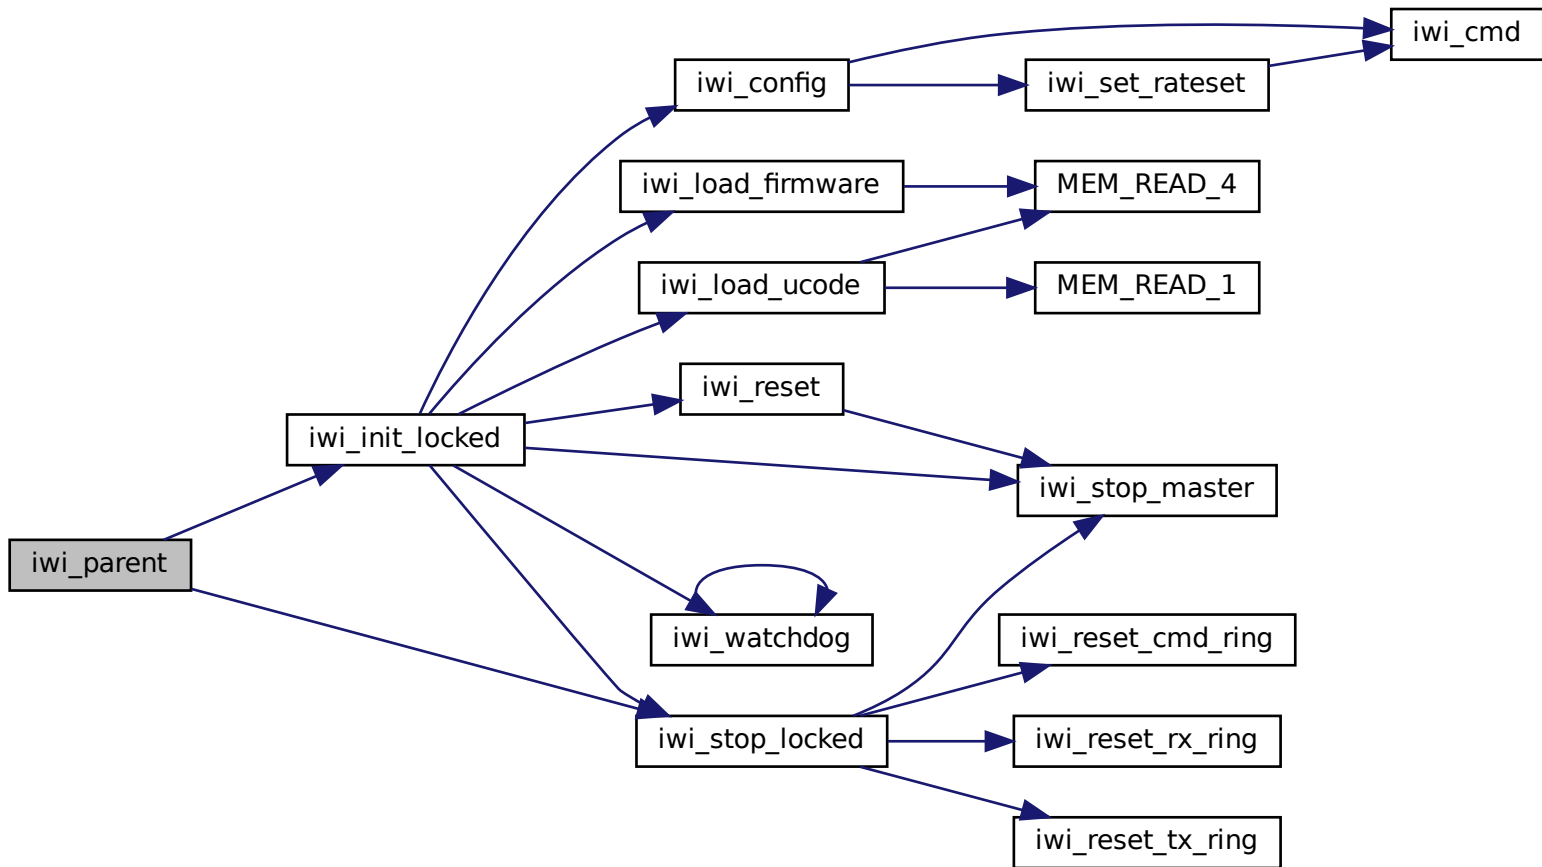 iwi_cmd
iwi_config
iwi_set_rateset
iwi_load_firmware
MEM_READ_4
iwi_load_ucode
MEM_READ_1
iwi_reset
iwi_init_locked
iwi_stop_master
iwi_parent
iwi_watchdog
iwi_reset_cmd_ring
iwi_stop_locked
iwi_reset_rx_ring
iwi_reset_tx_ring